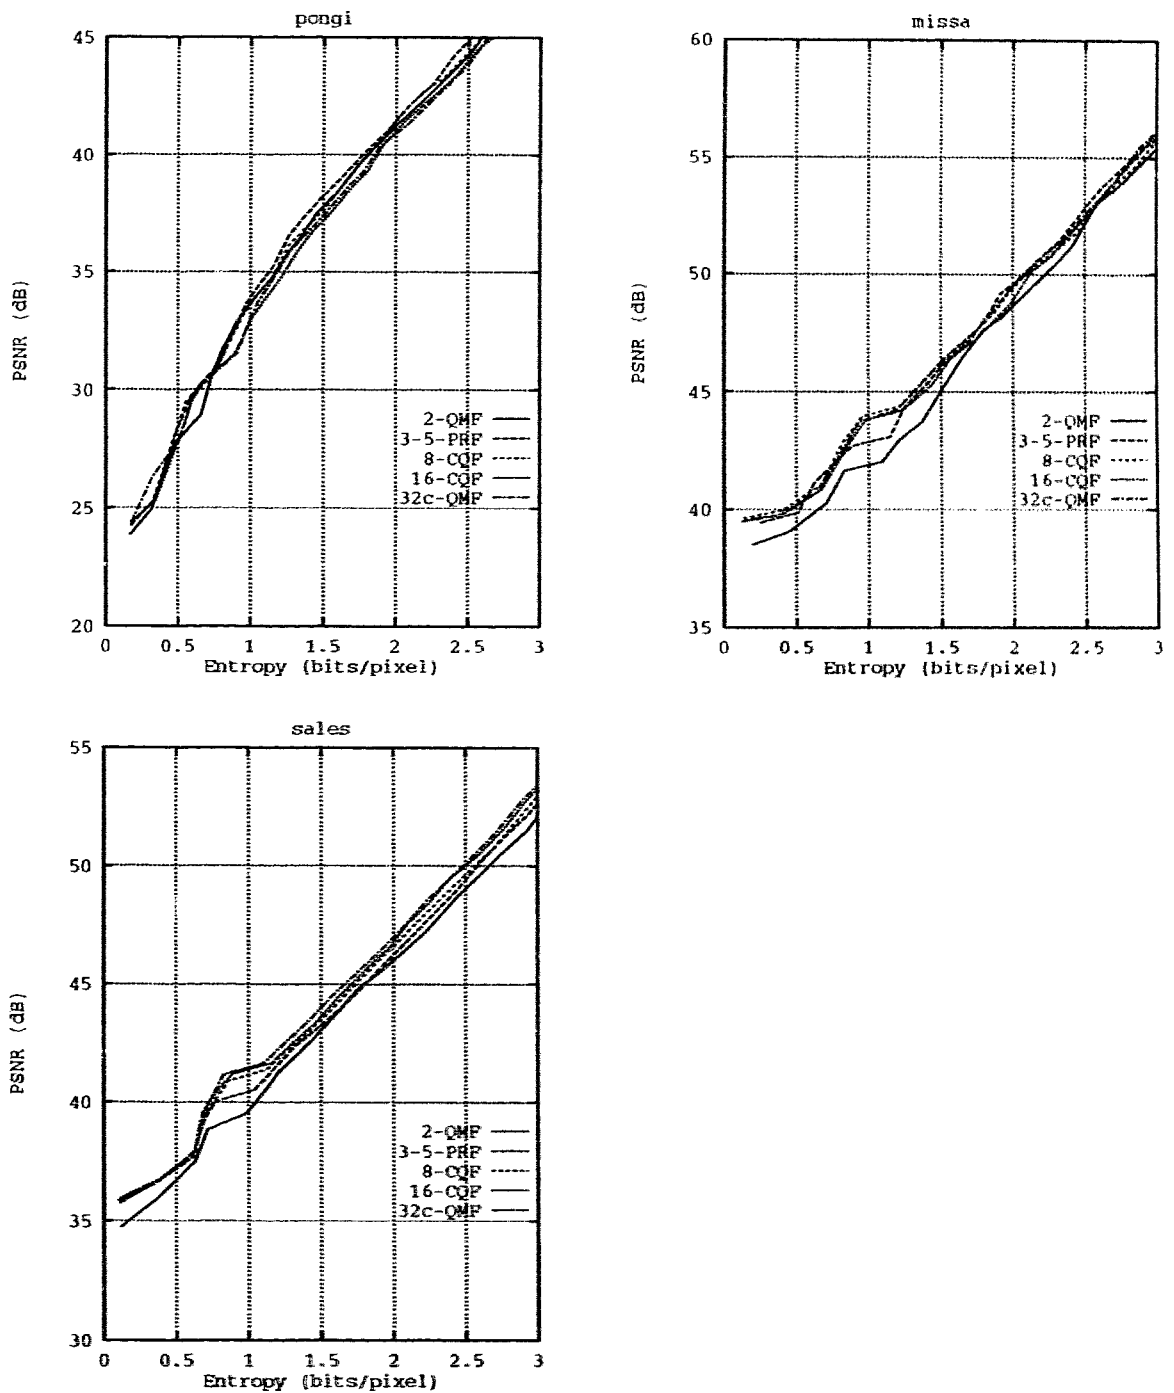 pongi
45
40
35
30
25
20
PSNR (dB)
2-QMF
3-5-PRF
8-CQF
16-CQF
32c-QMF
0 0.5 1 1.5 2 2.5 3
Entropy (bits/pixel)
missa
60
55
50
45
40
35
PSNR (dB)
2-QMF
3-5-PRF
8-CQF
16-CQF
32c-QMF
0 0.5 1 1.5 2 2.5 3
Entropy (bits/pixel)
sales
55
50
45
40
35
30
PSNR (dB)
2-QMF
3-5-PRF
8-CQF
16-CQF
32c-QMF
0 0.5 1 1.5 2 2.5 3
Entropy (bits/pixel)